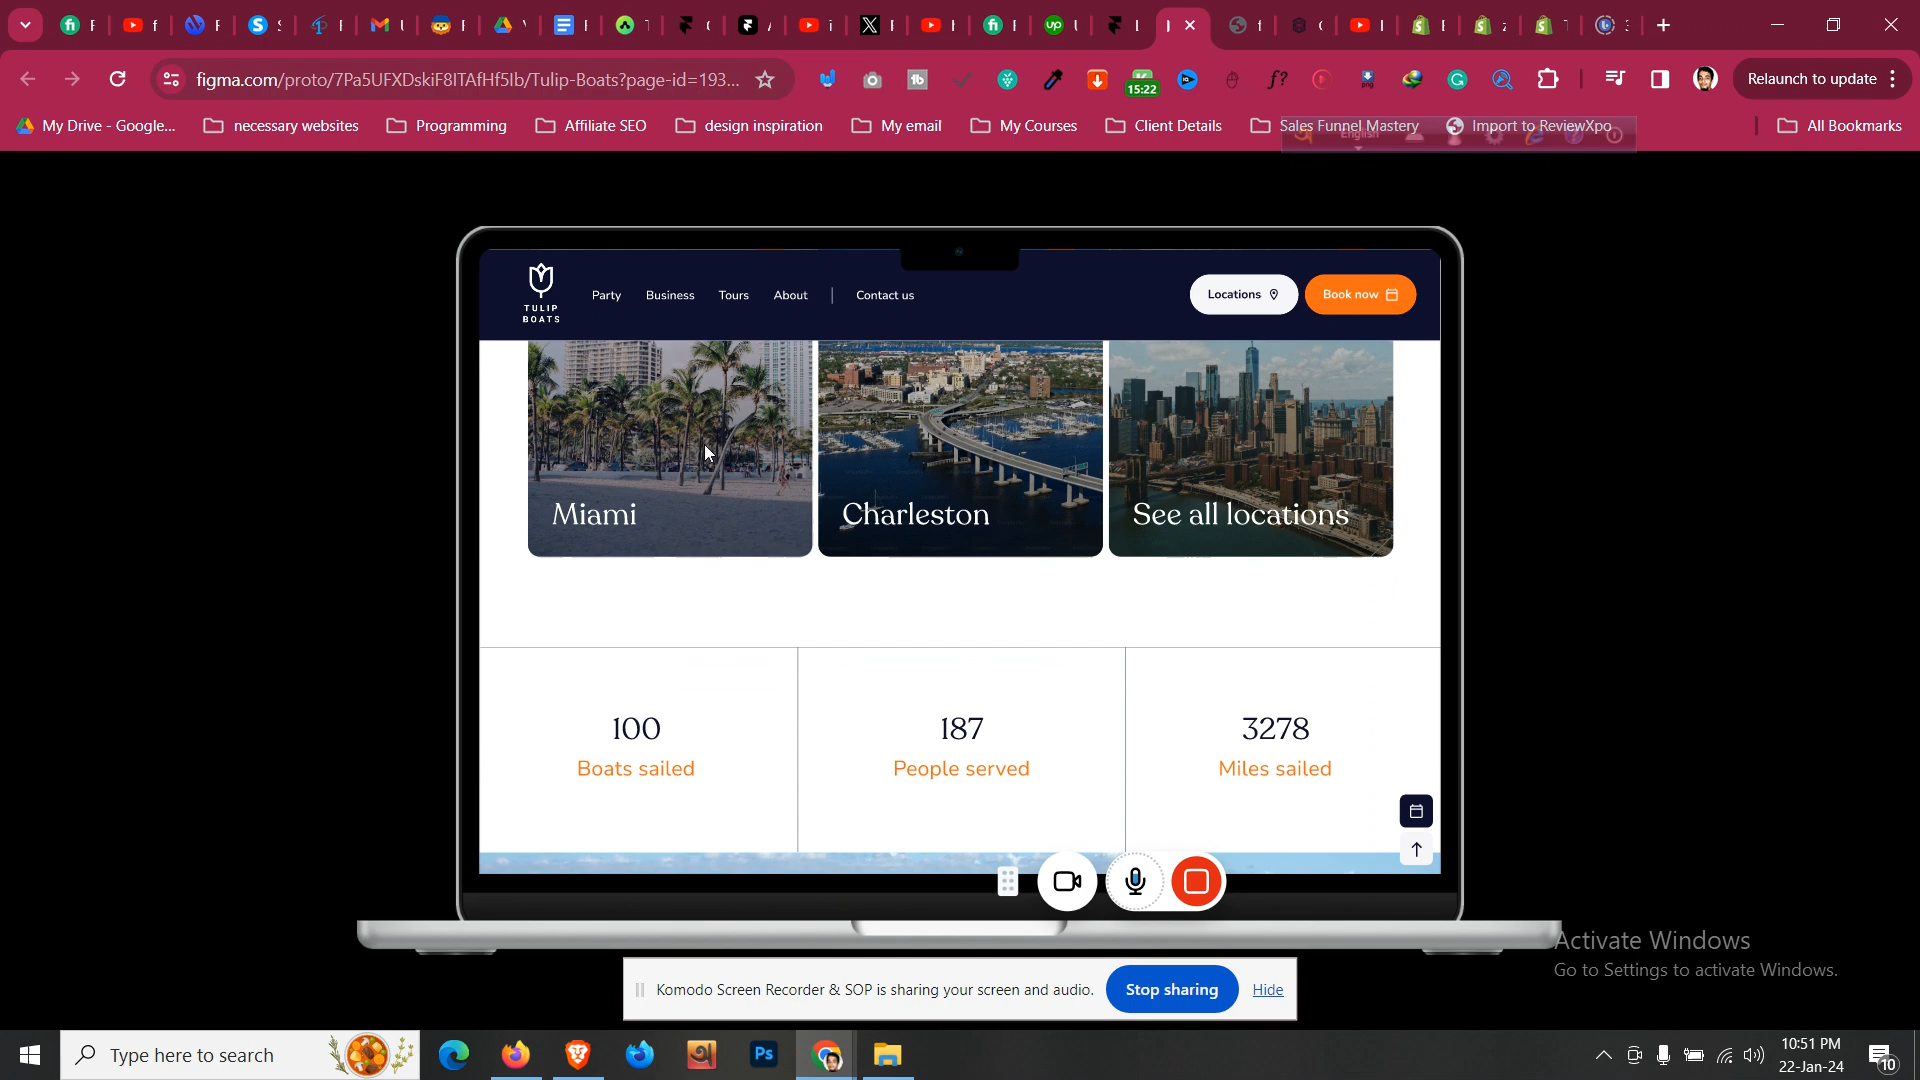 figma.com/proto/7Pa5UFXDskiF8ITAfHf5Ib/Tulip-Boats?page-id=193...
15:22
Relaunch to update
My Drive - Google...
necessary websites
Programming
Affiliate SEO
design inspiration
My email
My Courses
Client Details
Sales Funnel Mastery
Import to ReviewXpo
All Bookmarks
English
TULIP
BOATS
Party
Business
Tours
About
Contact us
Locations
Book now
Miami
Charleston
See all locations
100
187
3278
Boats sailed
People served
Miles sailed
Activate Windows
Go to Settings to activate Windows.
Komodo Screen Recorder & SOP is sharing your screen and audio.
Stop sharing
Hide
Type here to search
Ps
10:51 PM
22-Jan-24
10